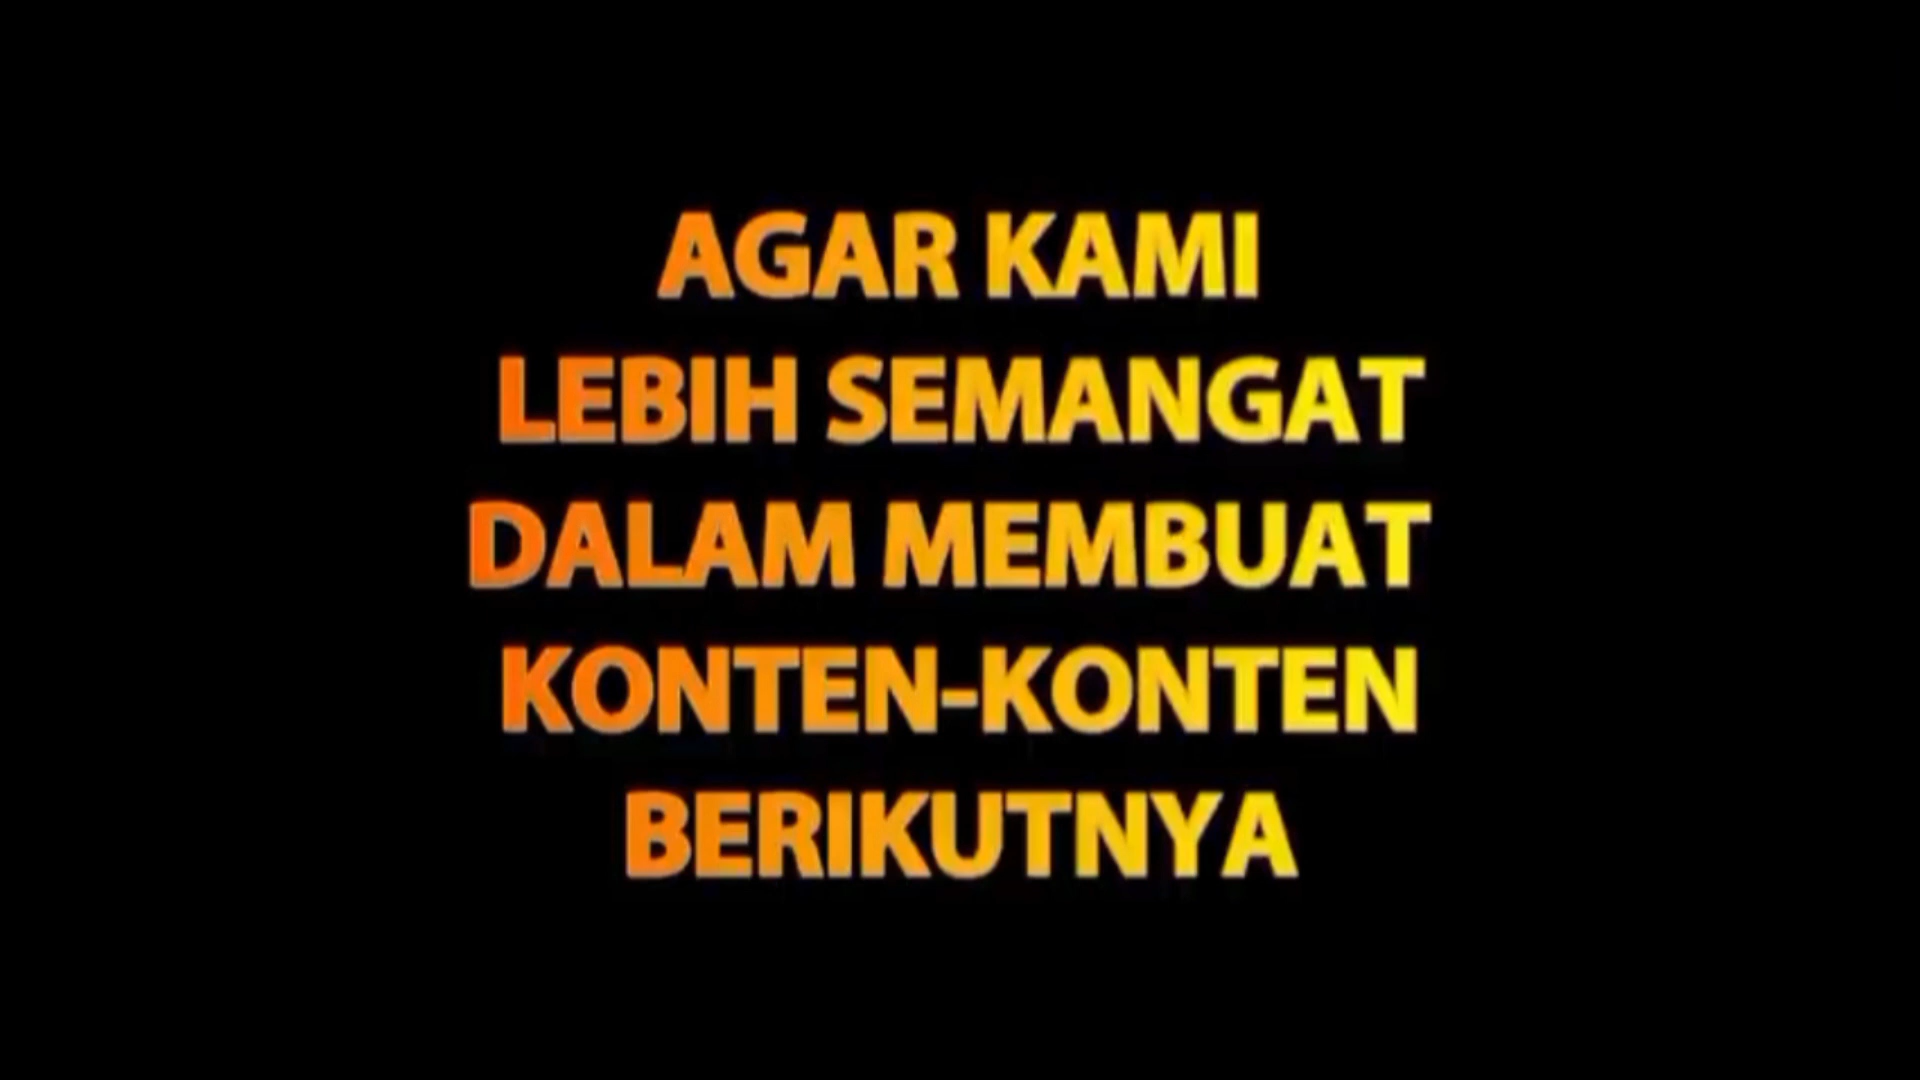 AGAR KAMI
LEBIH SEMANGAT
DALAM MEMBUAT
KONTEN-KONTEN
BERIKUTNYA